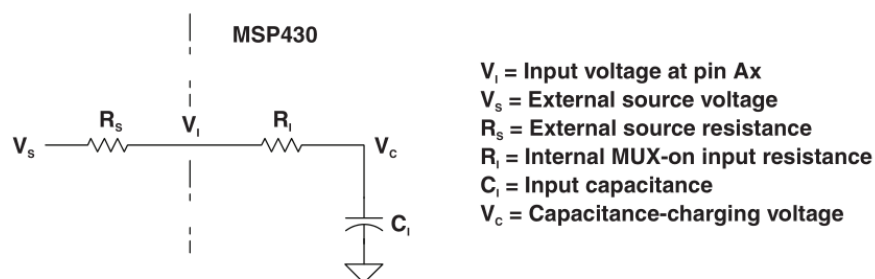 MSP430
V_S
R_S
V_I
R_I
V_C
C_I
V_I = Input voltage at pin Ax
V_S = External source voltage
R_S = External source resistance
R_I = Internal MUX-on input resistance
C_I = Input capacitance
V_C = Capacitance-charging voltage